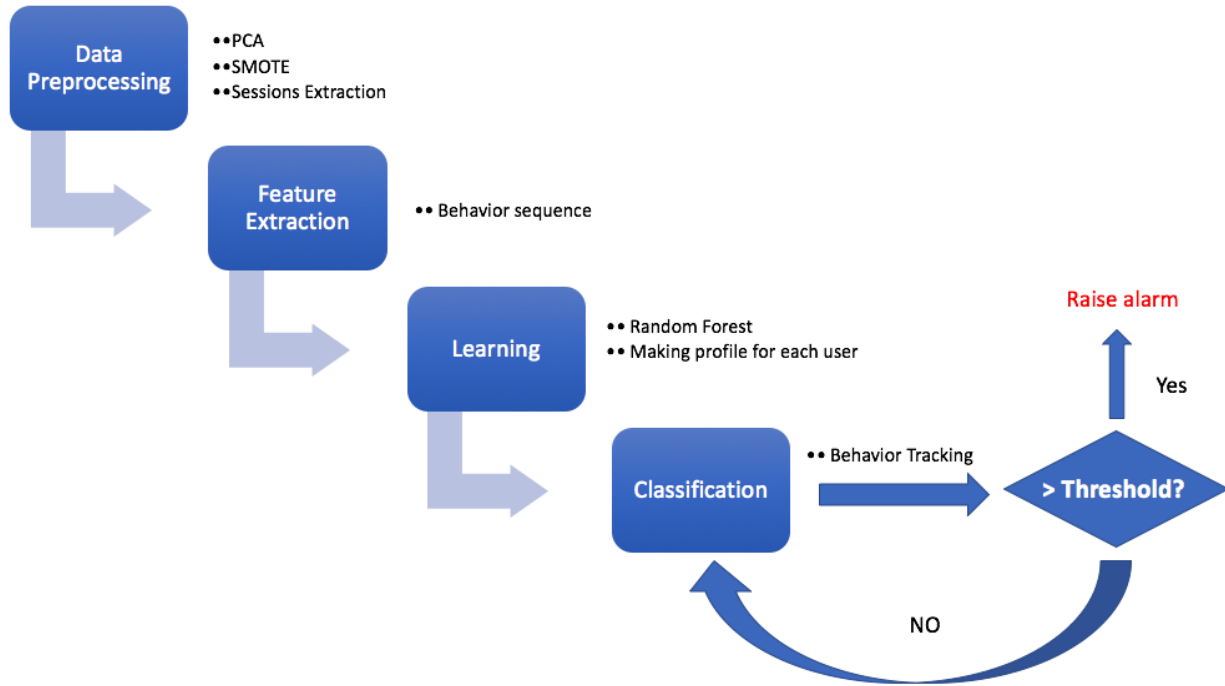 Data
Preprocessing
••PCA
••SMOTE
••Sessions Extraction
Feature
Extraction
•• Behavior sequence
Learning
•• Random Forest
•• Making profile for each user
Classification
•• Behavior Tracking
> Threshold?
Yes
Raise alarm
NO